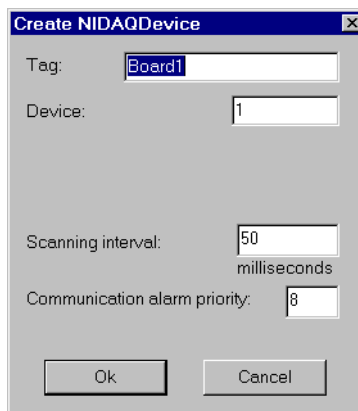 Create NIDAQDevice
Tag: Board1
Device: 1
Scanning interval: 50
milliseconds
Communication alarm priority: 8
Ok Cancel